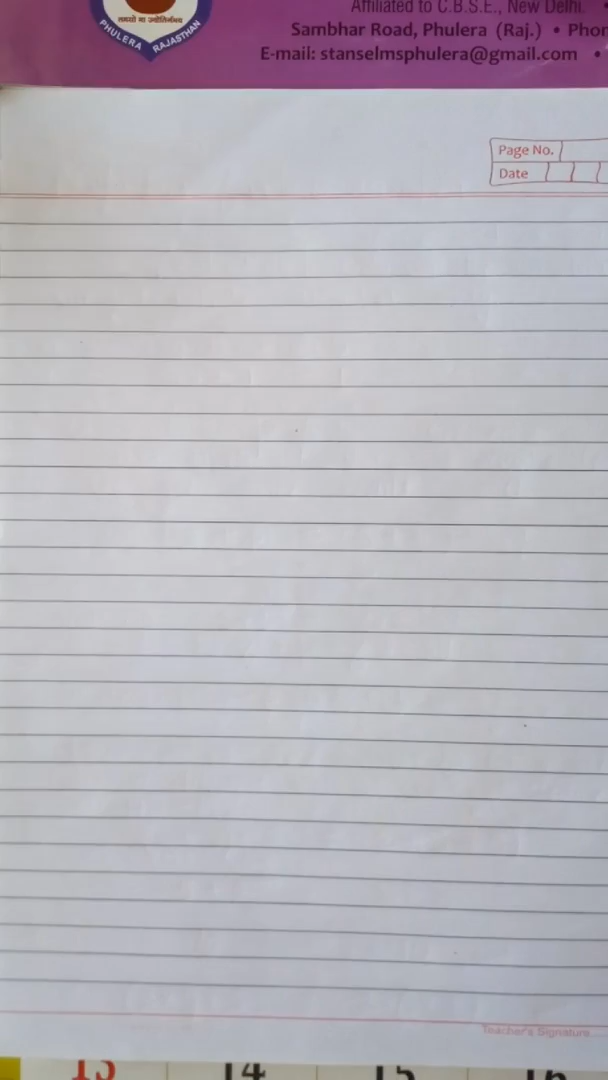 तमसो मा ज्योतिर्गमय
PHULERA RAJASTHAN
Affiliated to C.B.S.E., New Delhi.
Sambhar Road, Phulera (Raj.) • Phon
E-mail: stanselmsphulera@gmail.com •
Page No.
Date
Teacher's Signature
13 14 15 16